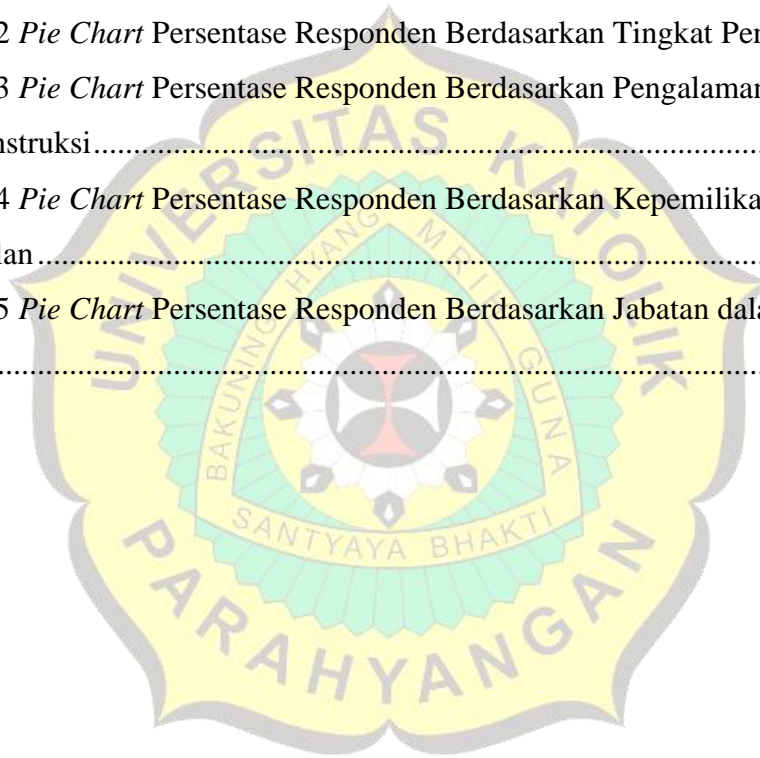 2 Pie Chart Persentase Responden Berdasarkan Tingkat Pen
3 Pie Chart Persentase Responden Berdasarkan Pengalaman
nstruksi..........................................................................................
4 Pie Chart Persentase Responden Berdasarkan Kepemilika
lan..................................................................................................
5 Pie Chart Persentase Responden Berdasarkan Jabatan dala
.......................................................................................................
UNIVERSITAS KATOLIK
PARAHYANGAN
BAKUNING HYANG MRIH GUNA
SANTYAYA BHAKTI